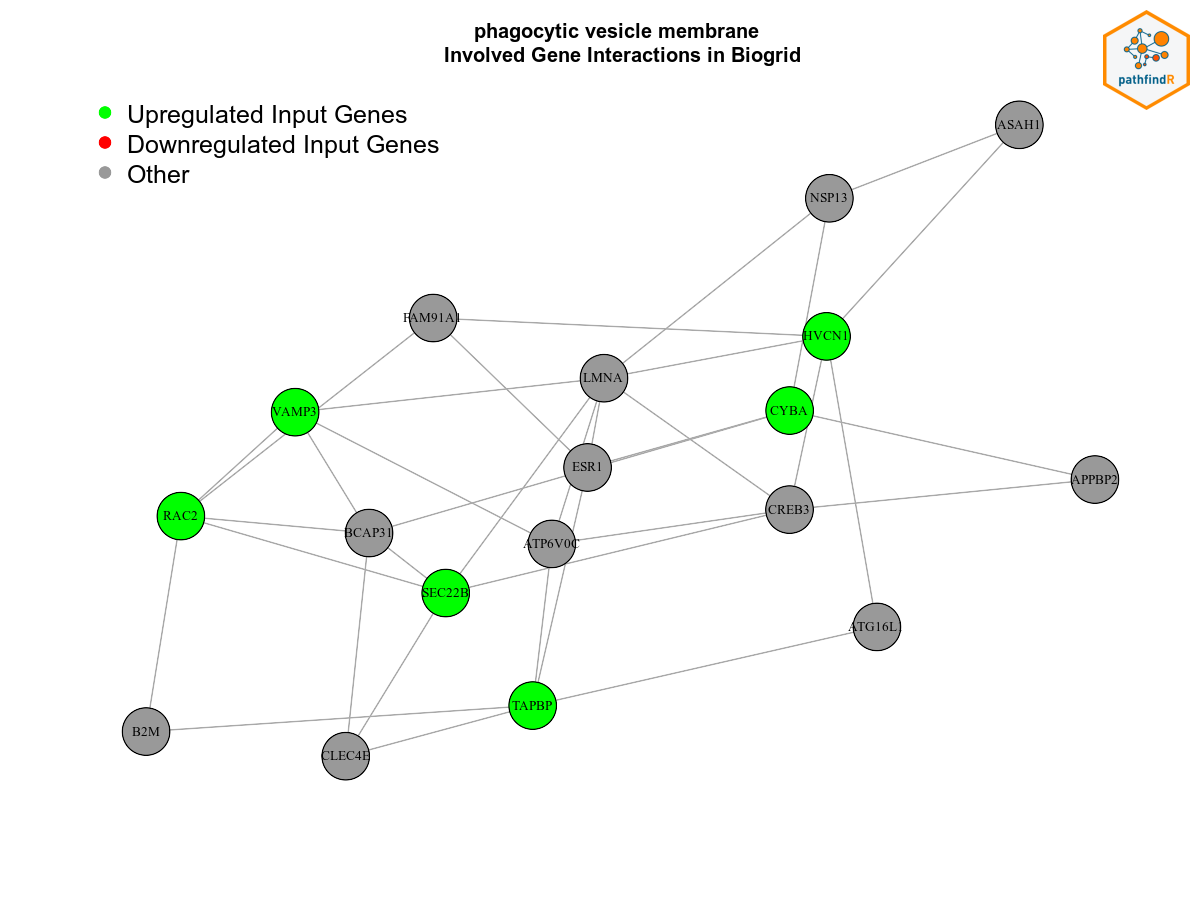 phagocytic vesicle membrane
Involved Gene Interactions in Biogrid
pathfindR
Upregulated Input Genes
Downregulated Input Genes
Other
ASAH1
NSP13
FAM91A1
HVCN1
LMNA
VAMP3
CYBA
ESR1
APPBP2
RAC2
CREB3
BCAP31
ATP6V0C
SEC22B
ATG16L
TAPBP
B2M
CLEC4E